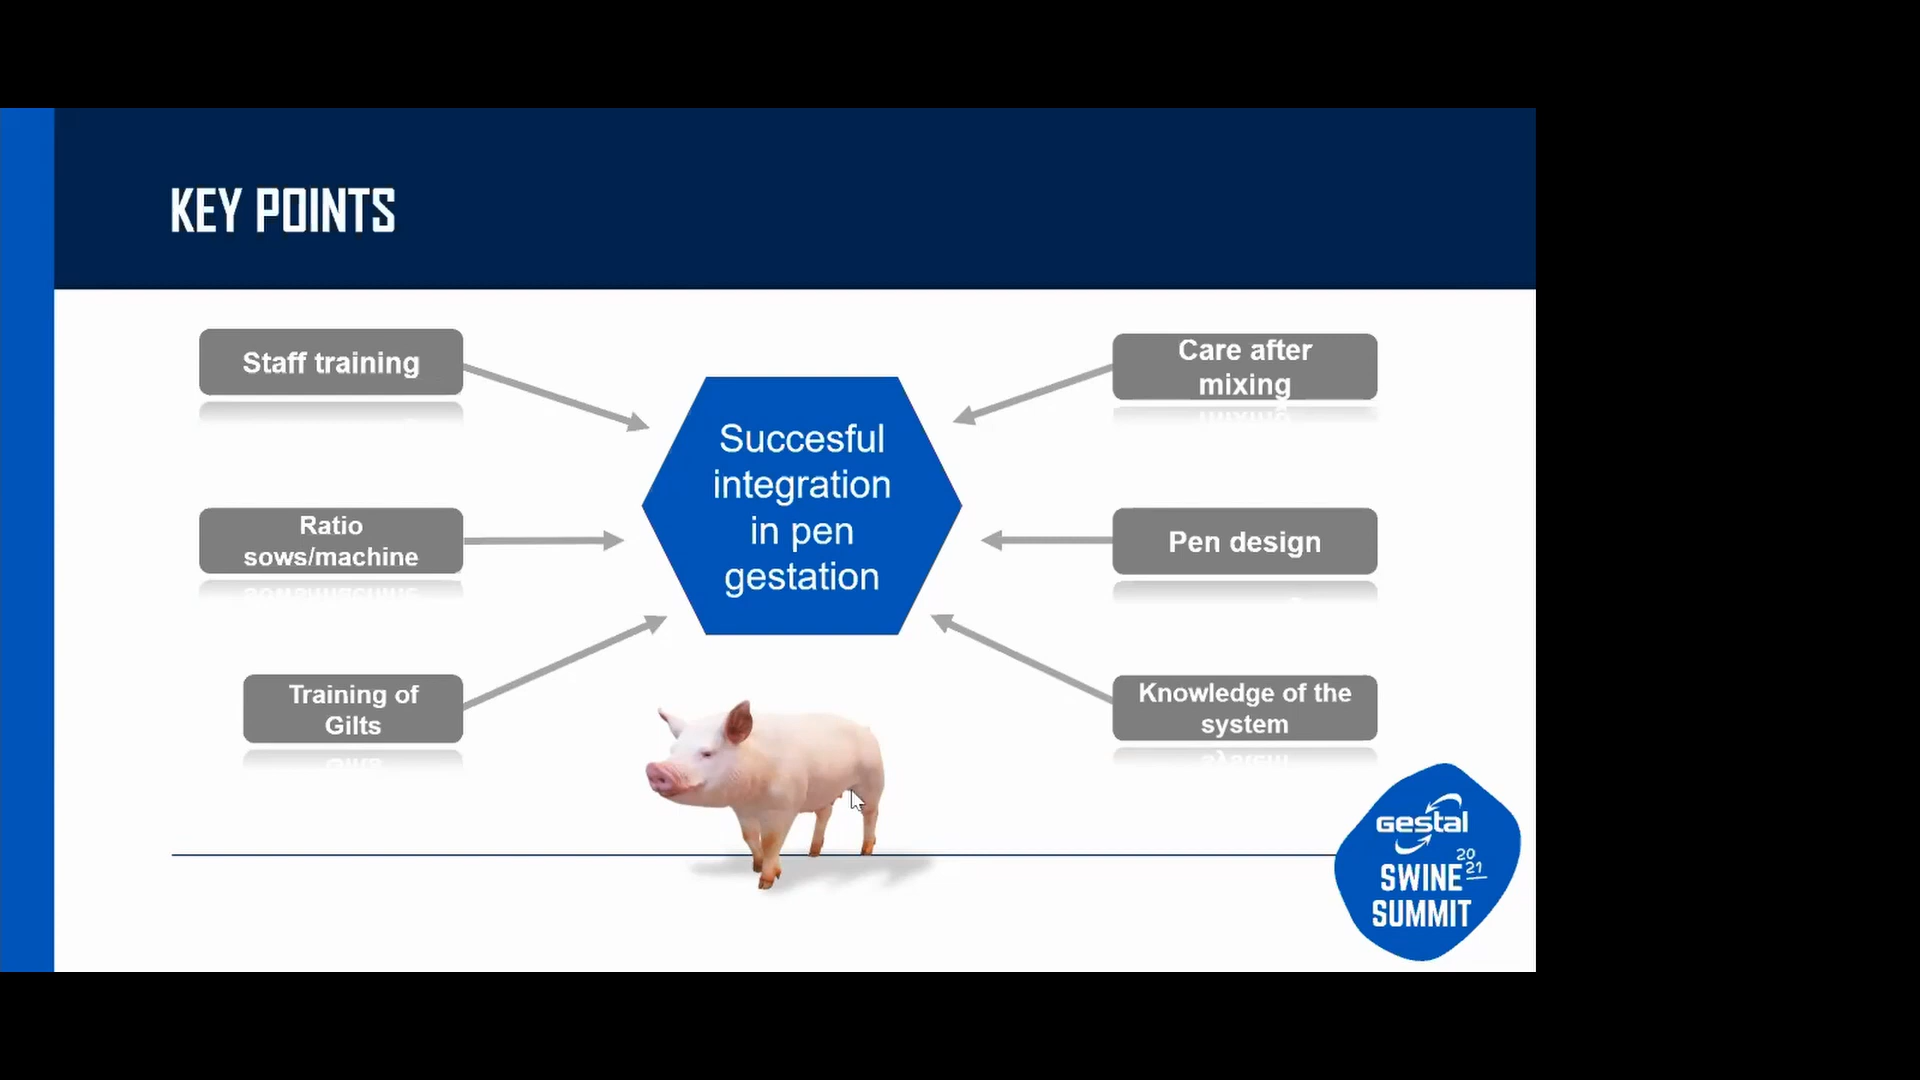 KEY POINTS
Staff training
Ratio
sows/machine
Training of
Gilts
Succesful
integration
in pen
gestation
Care after
mixing
Pen design
Knowledge of the
system
Gestal
20
21
SWINE
SUMMIT